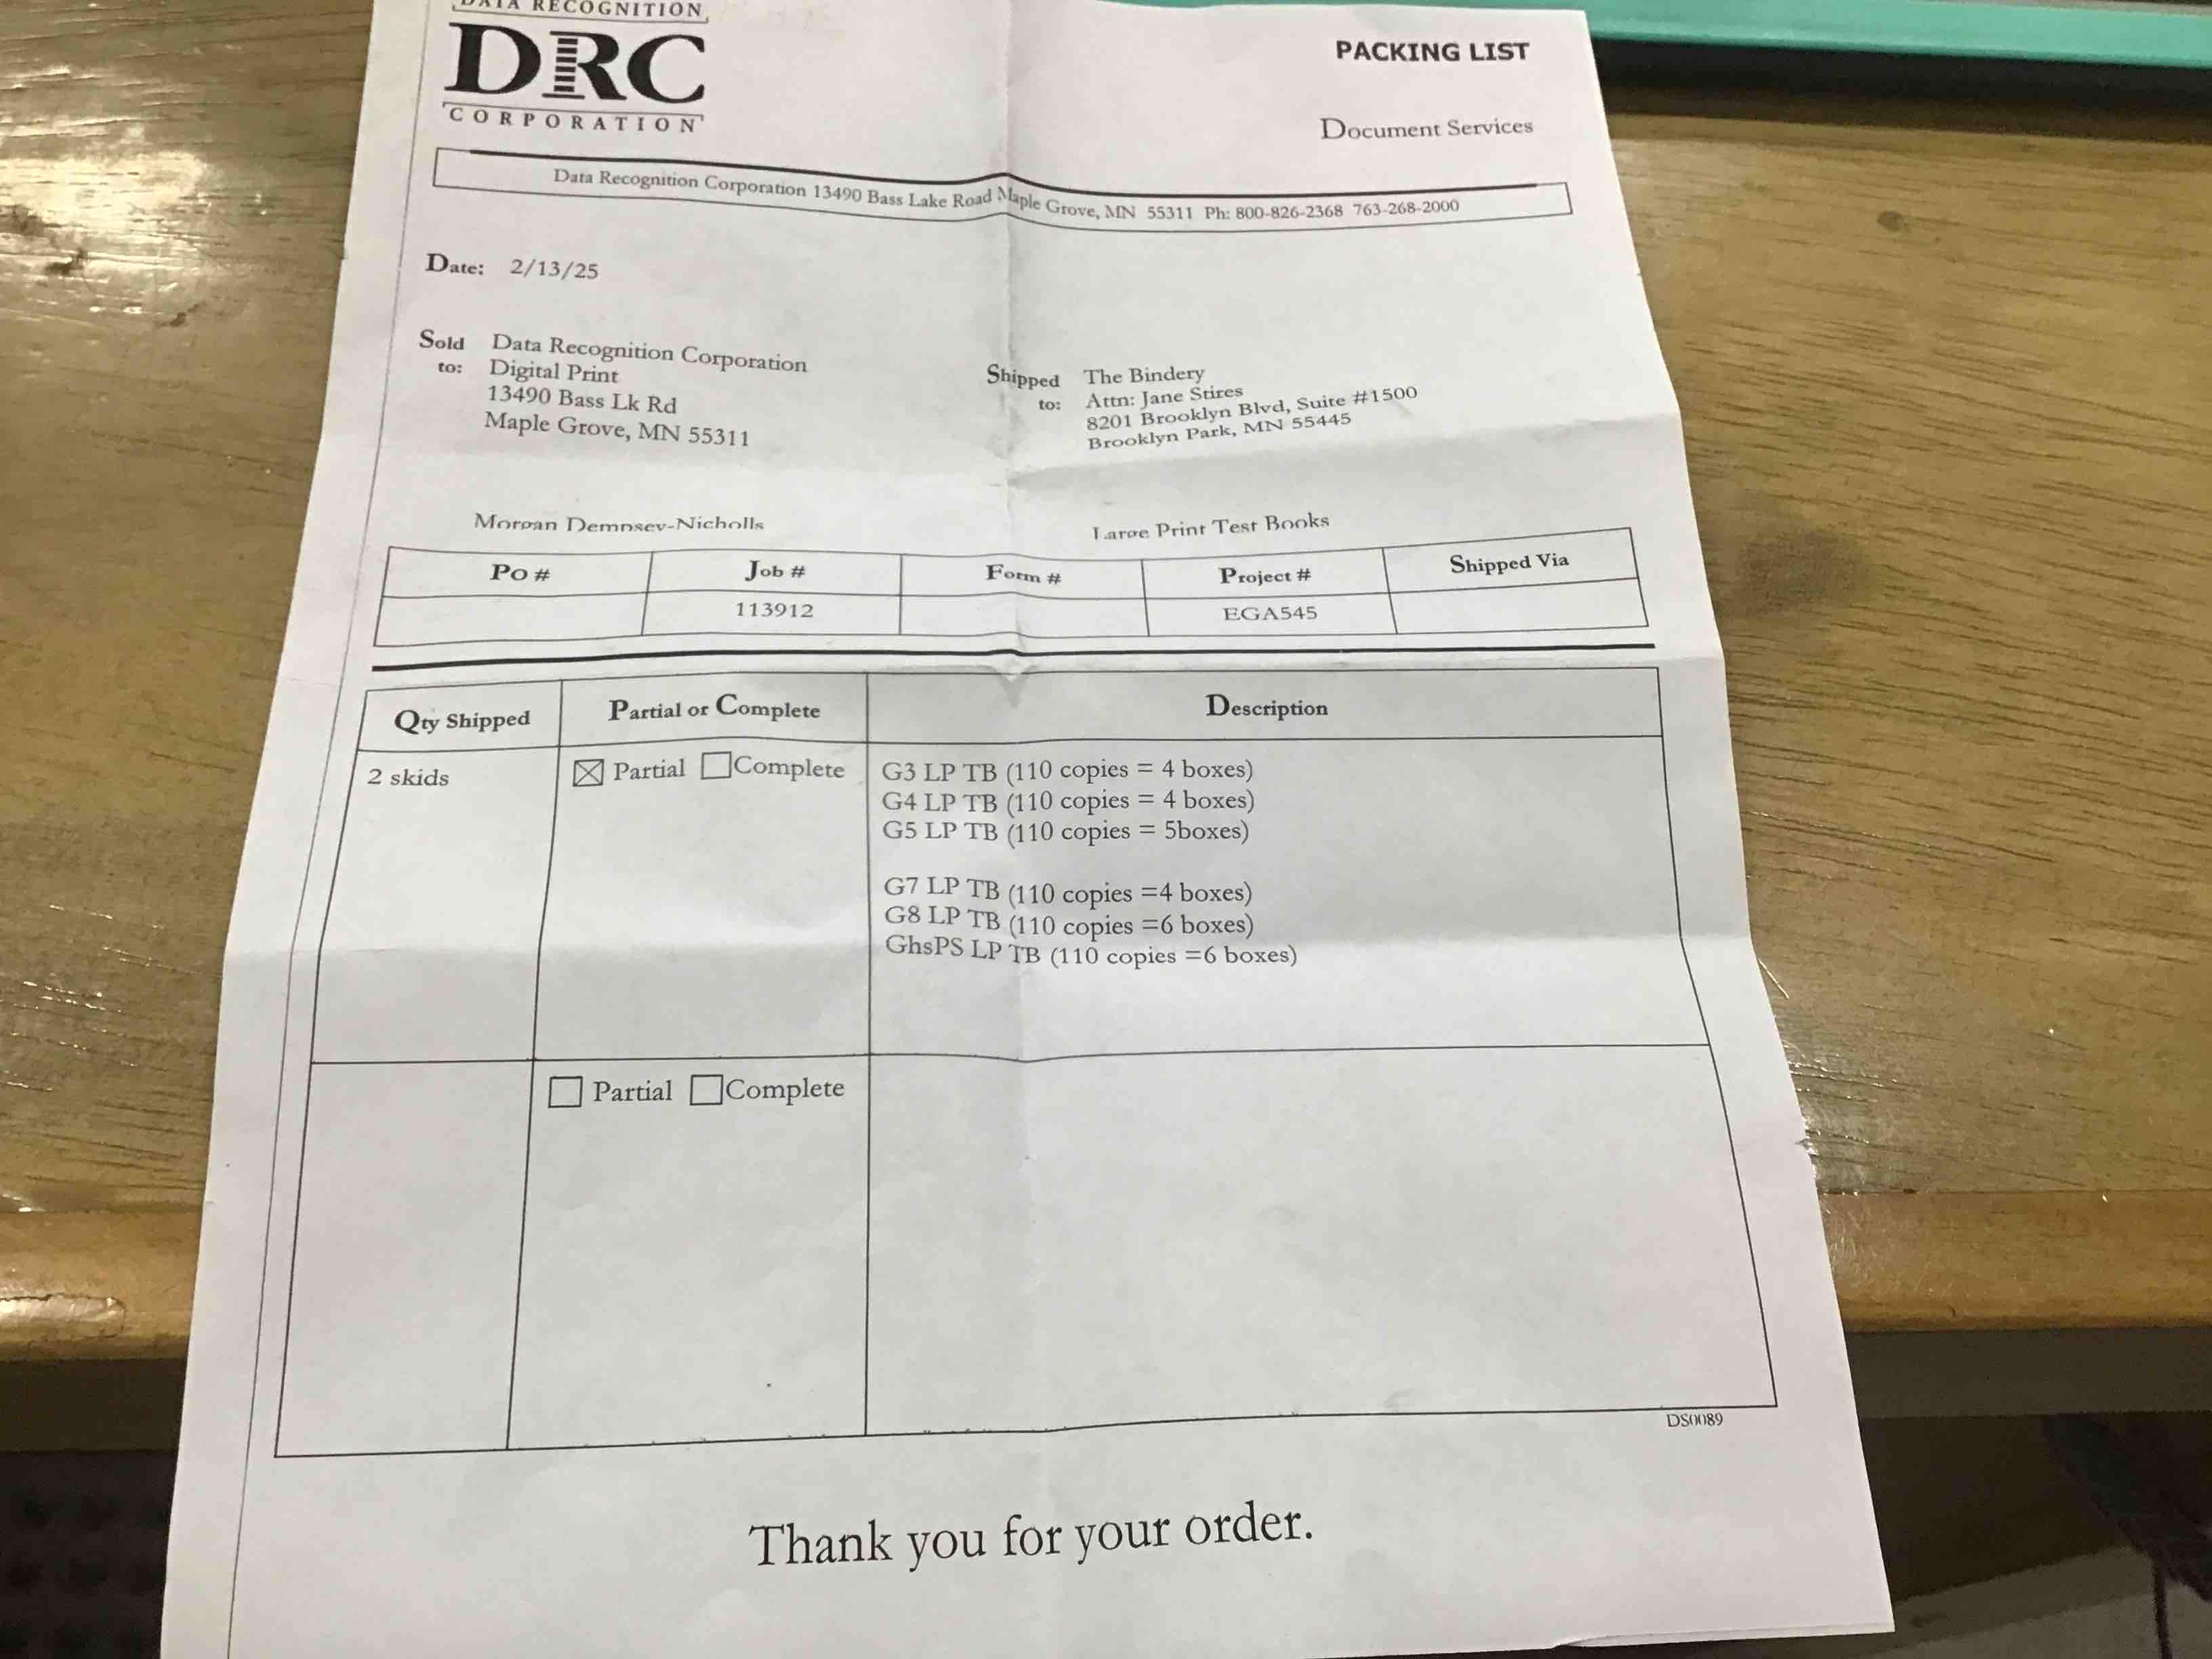 DATA RECOGNITION
DRC
CORPORATION
PACKING LIST
Document Services
Data Recognition Corporation 13490 Bass Lake Road Maple Grove, MN 55311 Ph: 800-826-2368 763-268-2000
Date: 2/13/25
Sold to: Data Recognition Corporation
Digital Print
13490 Bass Lk Rd
Maple Grove, MN 55311
Shipped to: The Bindery
Attn: Jane Stires
8201 Brooklyn Blvd, Suite #1500
Brooklyn Park, MN 55445
Morgan Dempsey-Nicholls
Large Print Test Books
Po # Job # Form # Project # Shipped Via
113912 EGA545
Qty Shipped Partial or Complete Description
2 skids Partial Complete G3 LP TB (110 copies = 4 boxes)
G4 LP TB (110 copies = 4 boxes)
G5 LP TB (110 copies = 5boxes)
G7 LP TB (110 copies =4 boxes)
G8 LP TB (110 copies =6 boxes)
GhsPS LP TB (110 copies =6 boxes)
Partial Complete
DS0089
Thank you for your order.